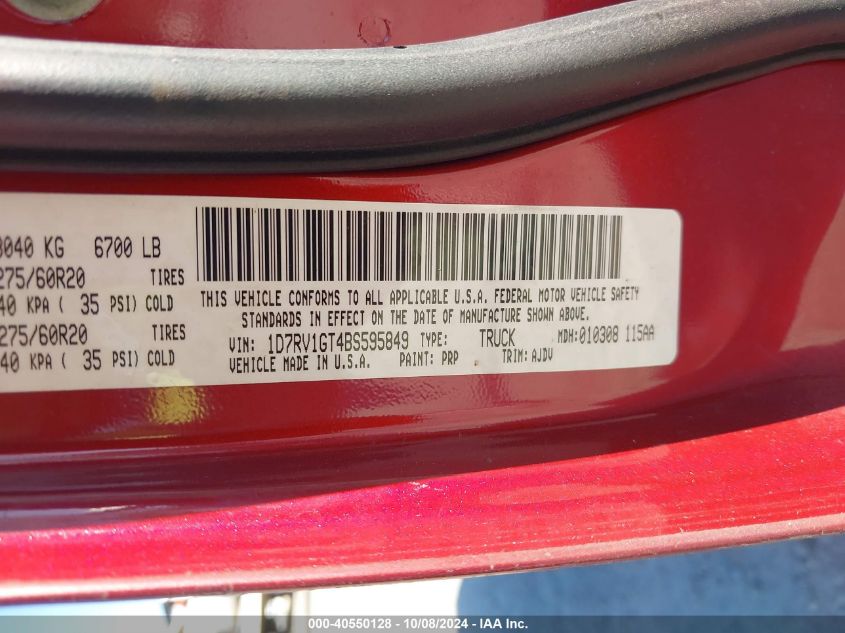 3040 KG 6700 LB
275/60R20 TIRES
40 KPA ( 35 PSI) COLD
275/60R20 TIRES
40 KPA ( 35 PSI) COLD
THIS VEHICLE CONFORMS TO ALL APPLICABLE U.S.A. FEDERAL MOTOR VEHICLE SAFETY
STANDARDS IN EFFECT ON THE DATE OF MANUFACTURE SHOWN ABOVE.
VIN: 1D7RV1GT4BS595849 TYPE: TRUCK MDH:010308 115AA
VEHICLE MADE IN U.S.A. PAINT: PRP TRIM: AJDV
000-40550128 - 10/08/2024 - IAA Inc.